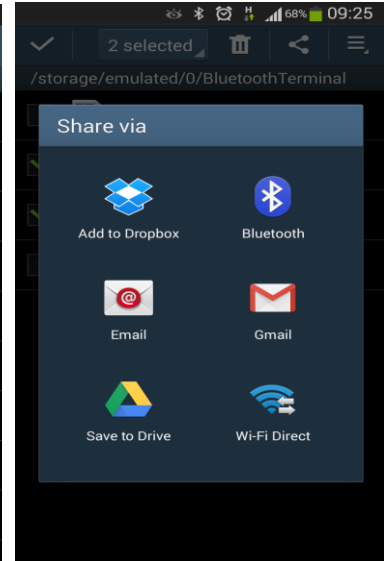 68% 09:25
2 selected
/storage/emulated/0/BluetoothTerminal
Share via
Add to Dropbox
Bluetooth
Email
Gmail
Save to Drive
Wi-Fi Direct